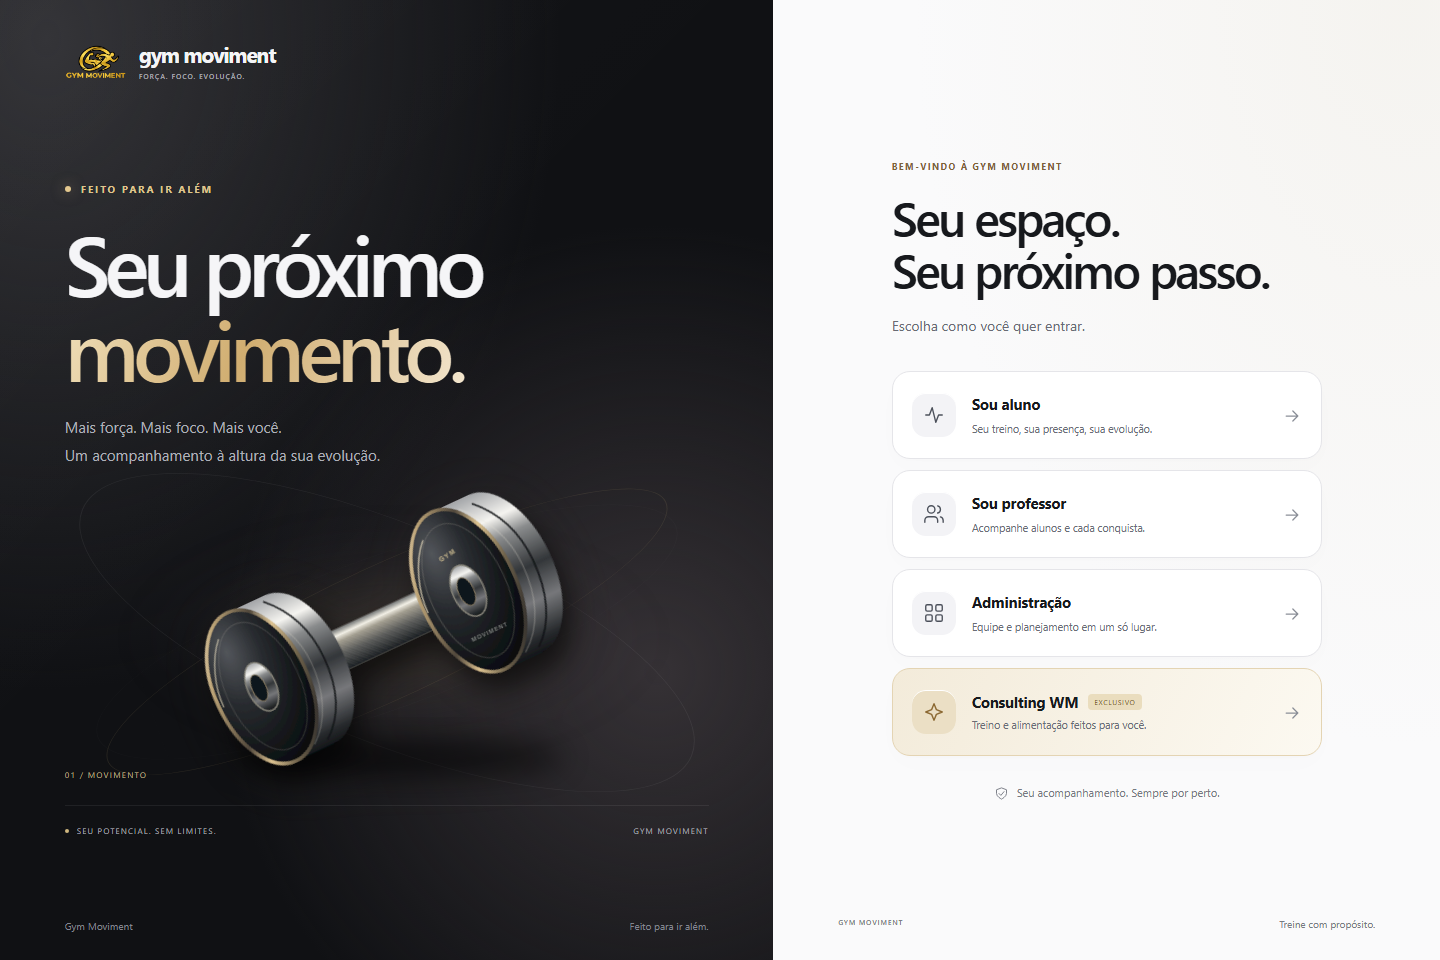 GYM MOVIMENT
gym moviment
FORÇA. FOCO. EVOLUÇÃO.
FEITO PARA IR ALÉM
Seu próximo
movimento.
Mais força. Mais foco. Mais você.
Um acompanhamento à altura da sua evolução.
GYM
MOVIMENT
01 / MOVIMENTO
SEU POTENCIAL. SEM LIMITES.
GYM MOVIMENT
Gym Moviment
Feito para ir além.
BEM-VINDO À GYM MOVIMENT
Seu espaço.
Seu próximo passo.
Escolha como você quer entrar.
Sou aluno
Seu treino, sua presença, sua evolução.
Sou professor
Acompanhe alunos e cada conquista.
Administração
Equipe e planejamento em um só lugar.
Consulting WM EXCLUSIVO
Treino e alimentação feitos para você.
Seu acompanhamento. Sempre por perto.
GYM MOVIMENT
Treine com propósito.